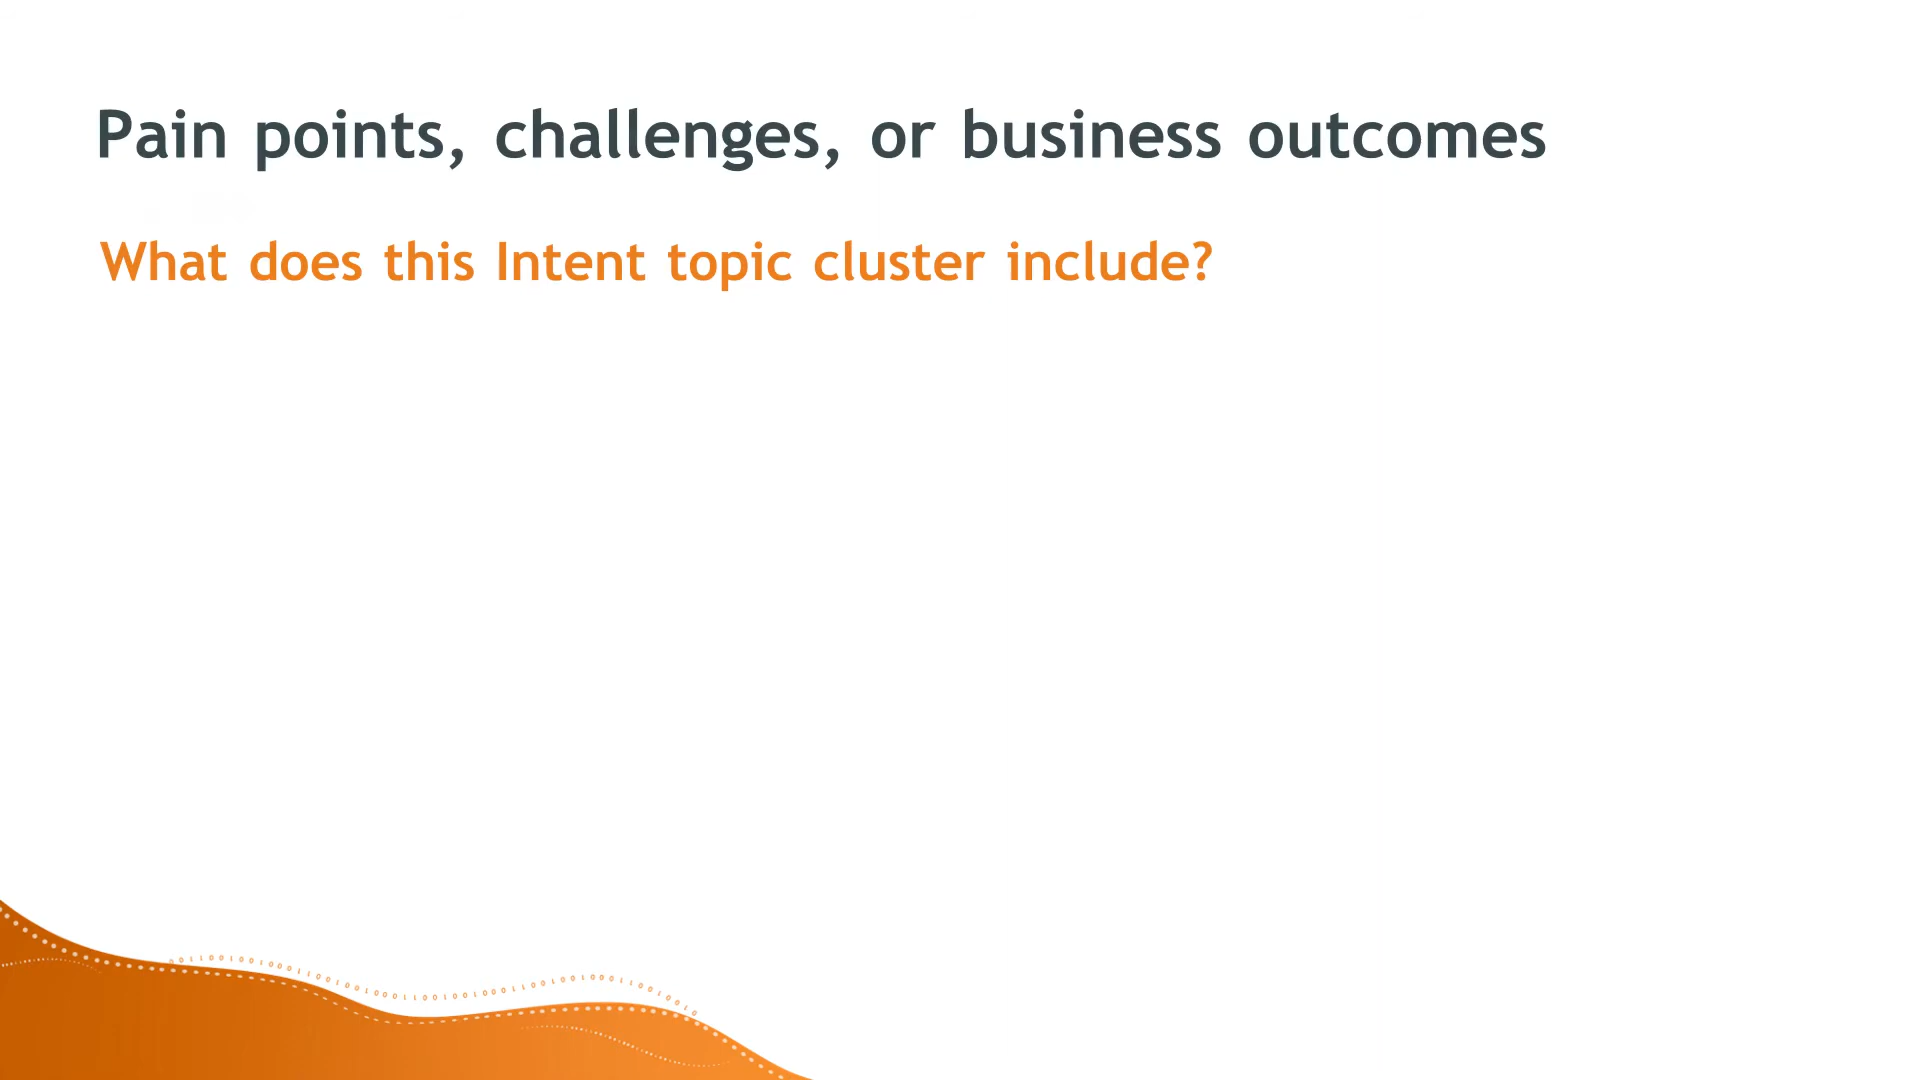 Pain points, challenges, or business outcomes
What does this Intent topic cluster include?